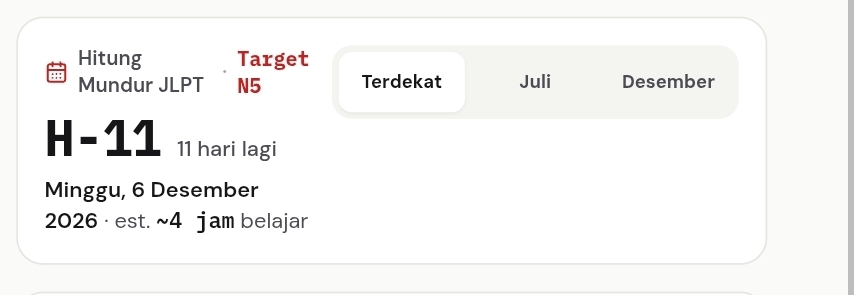 Hitung
Mundur JLPT
·
Target
N5
Terdekat
Juli
Desember
H-11 11 hari lagi
Minggu, 6 Desember
2026 · est. ~4 jam belajar